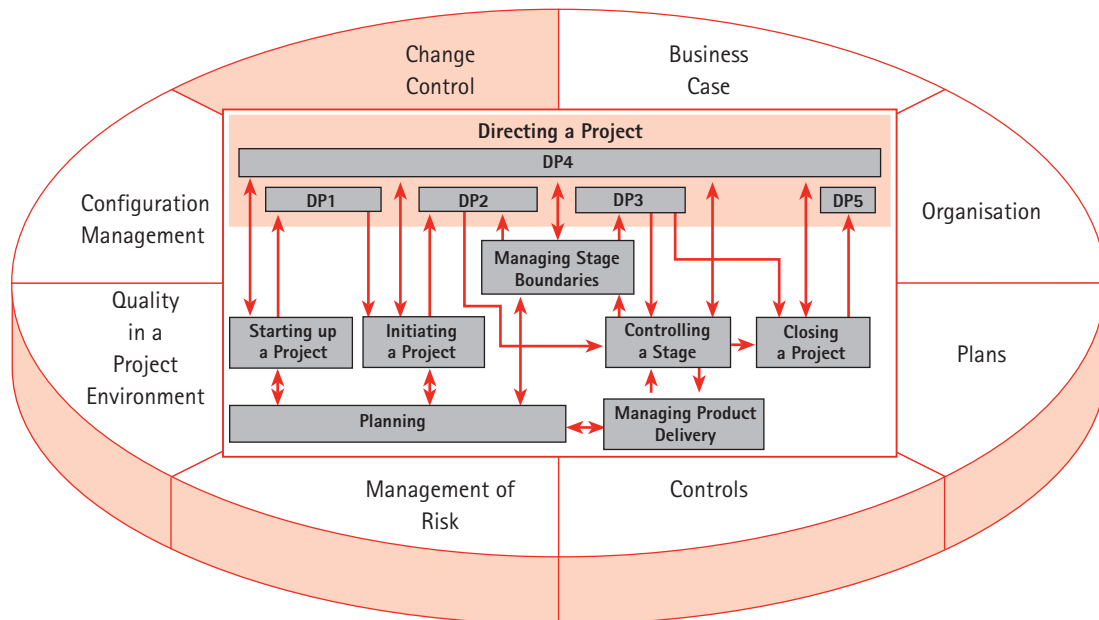 Change
Control
Business
Case
Directing a Project
DP4
DP1
DP2
DP3
DP5
Configuration
Management
Organisation
Managing Stage
Boundaries
Quality
in a
Project
Environment
Starting up
a Project
Initiating
a Project
Controlling
a Stage
Closing
a Project
Plans
Planning
Managing Product
Delivery
Management of
Risk
Controls